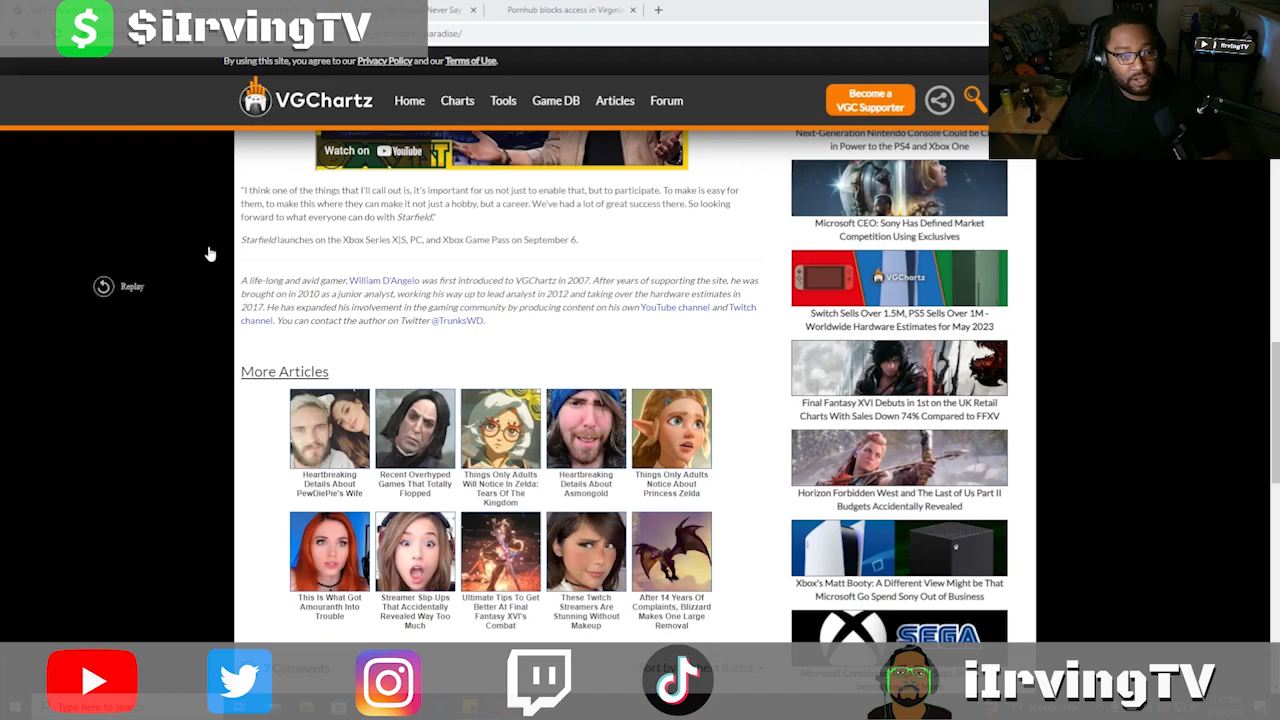 $iIrvingTV
Never Say
Pornhub blocks access in Virginia
paradise/
By using this site, you agree to our Privacy Policy and our Terms of Use.
VGChartz
Home Charts Tools Game DB Articles Forum
Become a
VGC Supporter
iIrvingTV
Watch on YouTube
"I think one of the things that I'll call out is, it's important for us not just to enable that, but to participate. To make is easy for
them, to make this where they can make it not just a hobby, but a career. We've had a lot of great success there. So looking
forward to what everyone can do with Starfield."
Starfield launches on the Xbox Series X|S, PC, and Xbox Game Pass on September 6.
Replay
A life-long and avid gamer, William D'Angelo was first introduced to VGChartz in 2007. After years of supporting the site, he was
brought on in 2010 as a junior analyst, working his way up to lead analyst in 2012 and taking over the hardware estimates in
2017. He has expanded his involvement in the gaming community by producing content on his own YouTube channel and Twitch
channel. You can contact the author on Twitter @TrunksWD.
More Articles
Heartbreaking
Details About
PewDiePie's Wife
Recent Overhyped
Games That Totally
Flopped
Things Only Adults
Will Notice In Zelda:
Tears Of The
Kingdom
Heartbreaking
Details About
Asmongold
Things Only Adults
Notice About
Princess Zelda
This Is What Got
Amouranth Into
Trouble
Streamer Slip-Ups
That Accidentally
Revealed Way Too
Much
Ultimate Tips To Get
Better At Final
Fantasy XVI's
Combat
These Twitch
Streamers Are
Stunning Without
Makeup
After 14 Years Of
Complaints, Blizzard
Makes One Large
Removal
7 Comments
Next-Generation Nintendo Console Could be C
in Power to the PS4 and Xbox One
Microsoft CEO: Sony Has Defined Market
Competition Using Exclusives
VGChartz
Switch Sells Over 1.5M, PS5 Sells Over 1M -
Worldwide Hardware Estimates for May 2023
Final Fantasy XVI Debuts in 1st on the UK Retail
Charts With Sales Down 74% Compared to FFXV
Horizon Forbidden West and The Last of Us Part II
Budgets Accidentally Revealed
Xbox's Matt Booty: A Different View Might be That
Microsoft Go Spend Sony Out of Business
SEGA
Type here to search
iIrvingTV